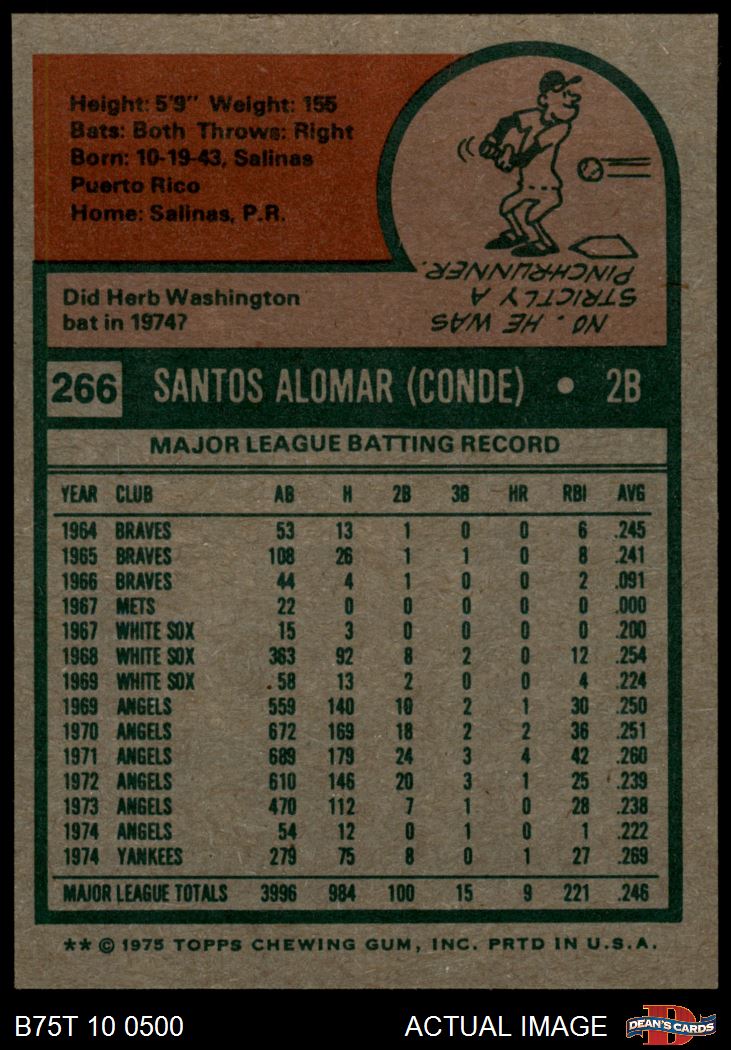 Height: 5'9" Weight: 155
Bats: Both Throws: Right
Born: 10-19-43, Salinas
Puerto Rico
Home: Salinas, P.R.
Did Herb Washington
bat in 1974?
NO. HE WAS
STRICTLY A
PINCHRUNNER.
266 SANTOS ALOMAR (CONDE) • 2B
MAJOR LEAGUE BATTING RECORD
YEAR CLUB AB H 2B 3B HR RBI AVG
1964 BRAVES 53 13 1 0 0 6 .245
1965 BRAVES 108 26 1 1 0 8 .241
1966 BRAVES 44 4 1 0 0 2 .091
1967 METS 22 0 0 0 0 0 .000
1967 WHITE SOX 15 3 0 0 0 0 .200
1968 WHITE SOX 363 92 8 2 0 12 .254
1969 WHITE SOX 58 13 2 0 0 4 .224
1969 ANGELS 559 140 10 2 1 30 .250
1970 ANGELS 672 169 18 2 2 36 .251
1971 ANGELS 689 179 24 3 4 42 .260
1972 ANGELS 610 146 20 3 1 25 .239
1973 ANGELS 470 112 7 1 0 28 .238
1974 ANGELS 54 12 0 1 0 1 .222
1974 YANKEES 279 75 8 0 1 27 .269
MAJOR LEAGUE TOTALS 3996 984 100 15 9 221 .246
** © 1975 TOPPS CHEWING GUM, INC. PRTD IN U.S.A.
B75T 10 0500 ACTUAL IMAGE D DEAN'S CARDS